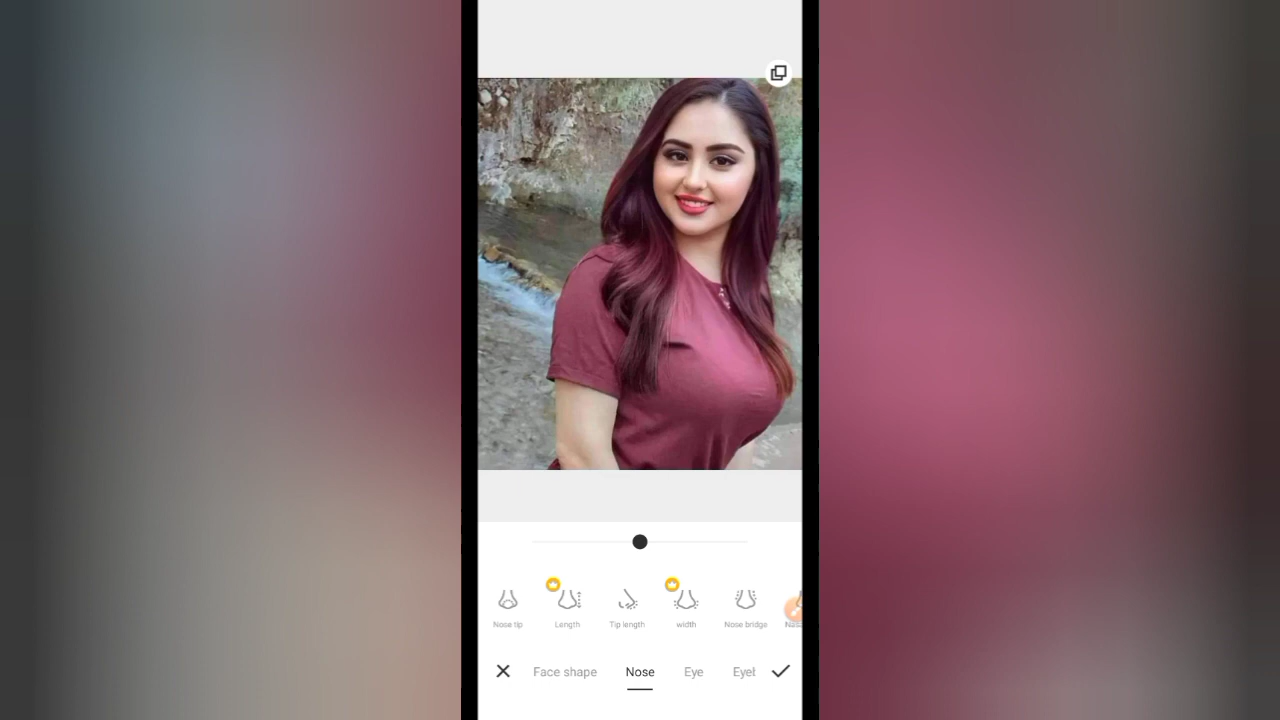 Nose tip
Length
Tip length
width
Nose bridge
Face shape
Nose
Eye